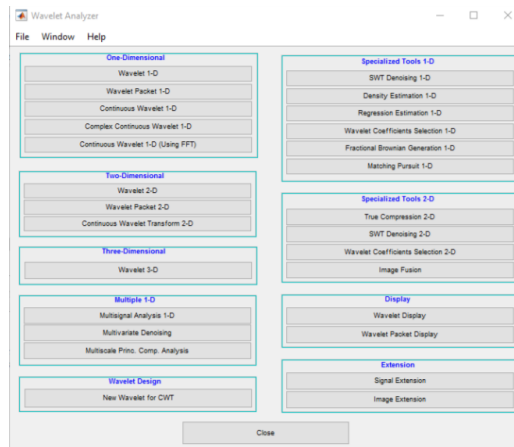 Wavelet Analyzer
File Window Help
One-Dimensional
Wavelet 1-D
Wavelet Packet 1-D
Continuous Wavelet 1-D
Complex Continuous Wavelet 1-D
Continuous Wavelet 1-D (Using FFT)
Two-Dimensional
Wavelet 2-D
Wavelet Packet 2-D
Continuous Wavelet Transform 2-D
Three-Dimensional
Wavelet 3-D
Multiple 1-D
Multisignal Analysis 1-D
Multivariate Denoising
Multiscale Princ. Comp. Analysis
Wavelet Design
New Wavelet for CWT
Specialized Tools 1-D
SWT Denoising 1-D
Density Estimation 1-D
Regression Estimation 1-D
Wavelet Coefficients Selection 1-D
Fractional Brownian Generation 1-D
Matching Pursuit 1-D
Specialized Tools 2-D
True Compression 2-D
SWT Denoising 2-D
Wavelet Coefficients Selection 2-D
Image Fusion
Display
Wavelet Display
Wavelet Packet Display
Extension
Signal Extension
Image Extension
Close